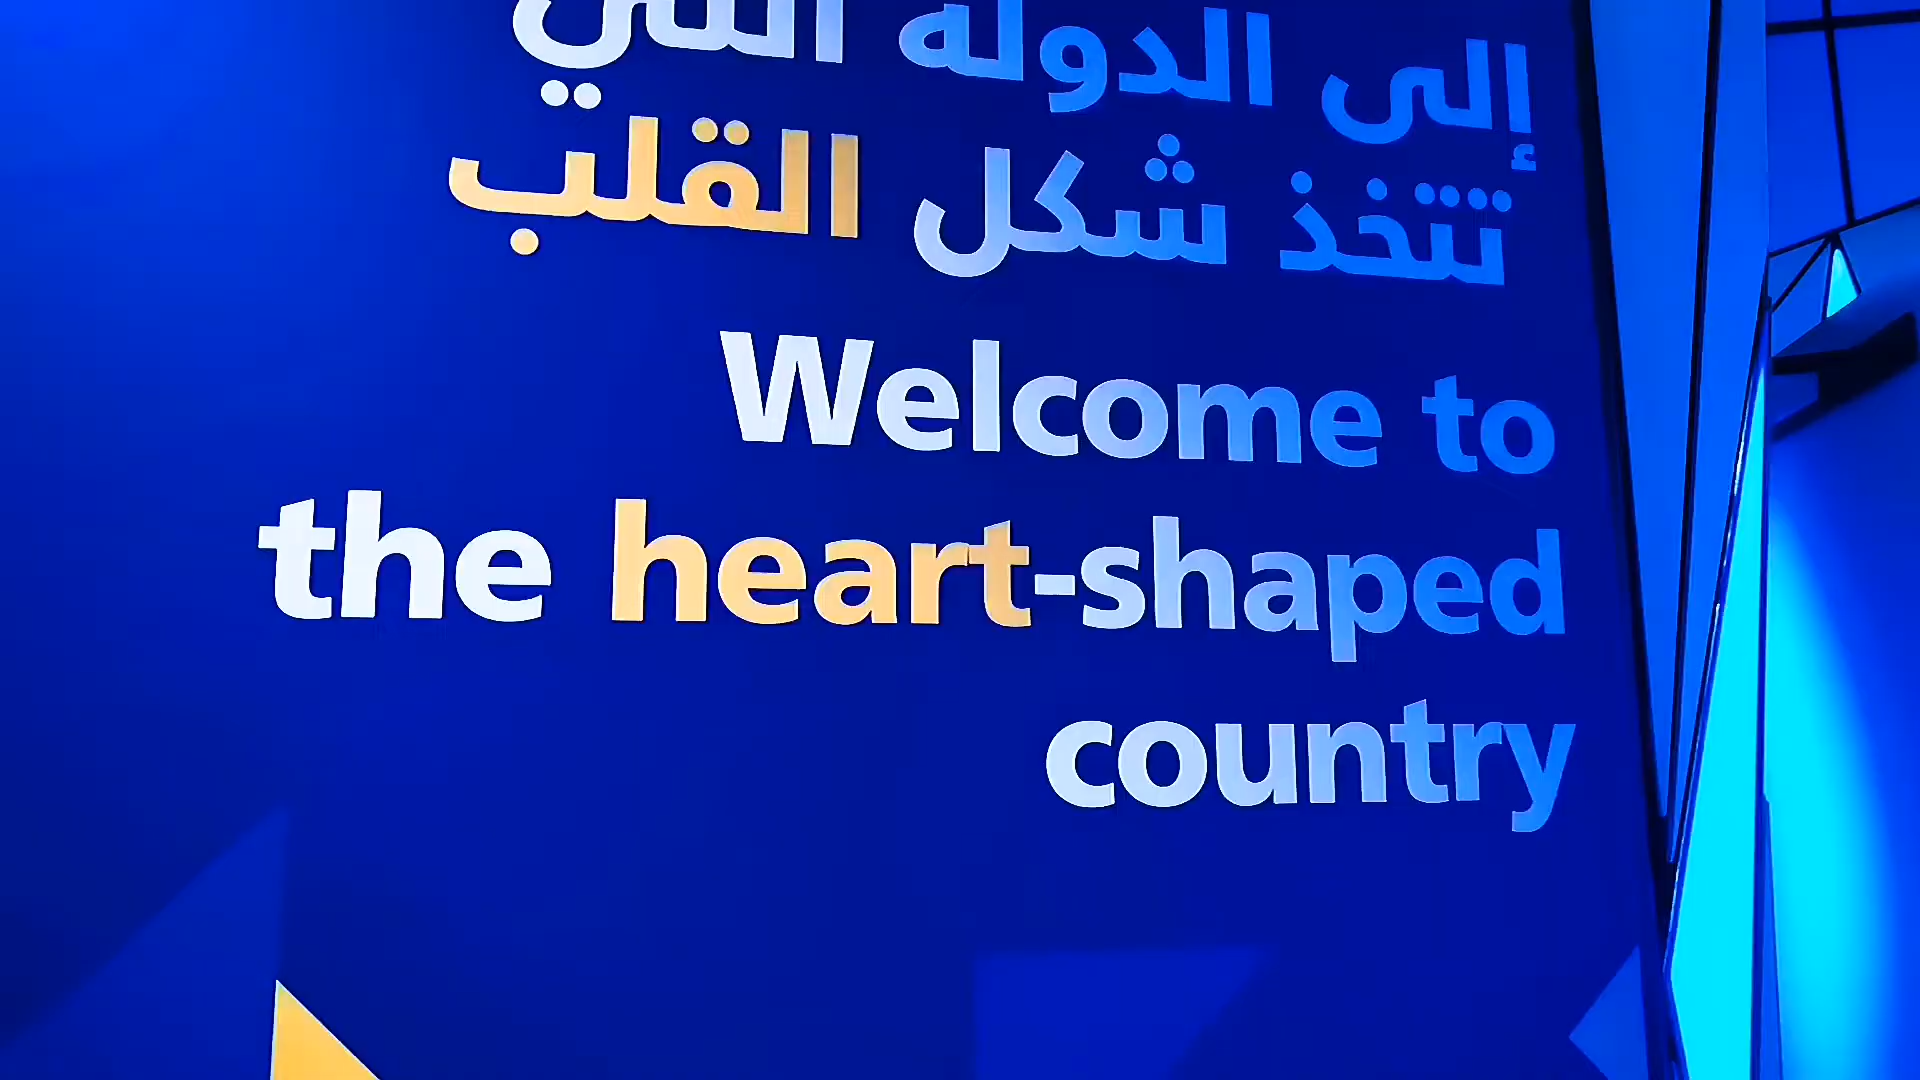 إلى الدولة التي
تتخذ شكل القلب
Welcome to
the heart-shaped
country